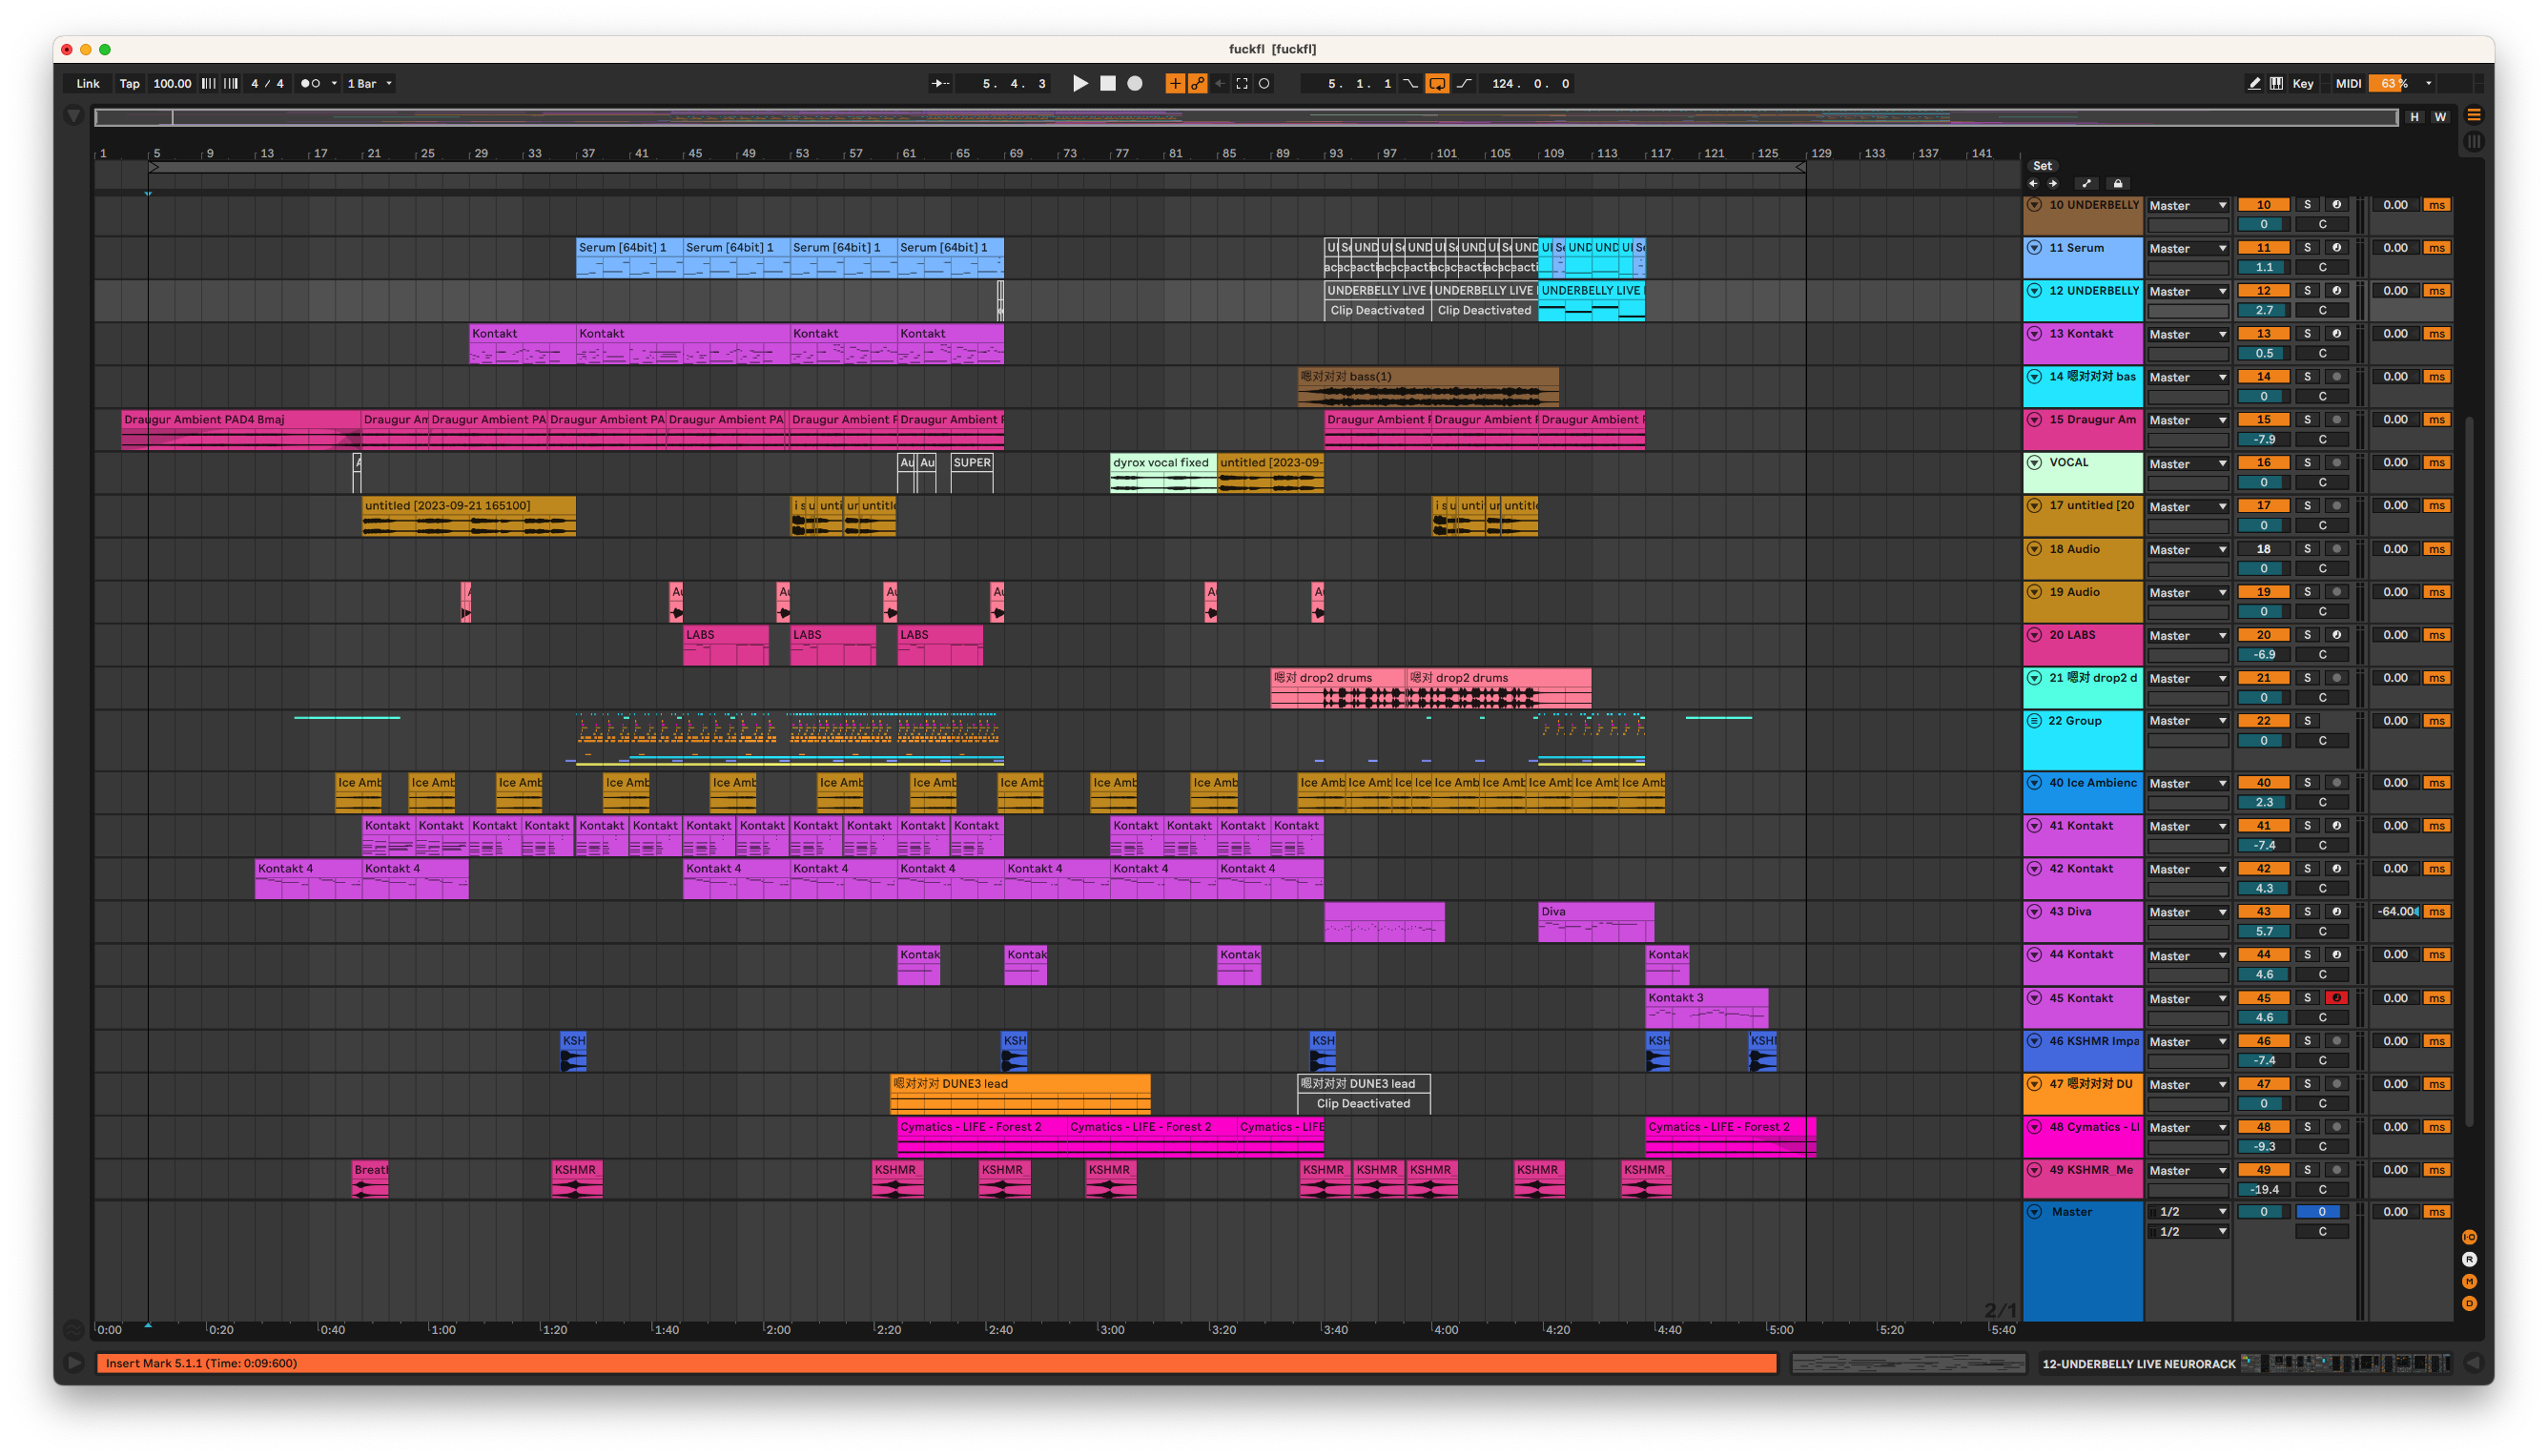 fuckfl  [fuckfl]
Link Tap 100.00 4 / 4 1 Bar 5. 4. 3 5. 1. 1 124. 0. 0 Key MIDI 63 %
H W
1 5 9 13 17 21 25 29 33 37 41 45 49 53 57 61 65 69 73 77 81 85 89 93 97 101 105 109 113 117 121 125 129 133 137 141
Set
10 UNDERBELLY Master 10 S 0.00 ms
0 C
Serum [64bit] 1 Serum [64bit] 1 Serum [64bit] 1 Serum [64bit] 1 11 Serum Master 11 S 0.00 ms
1.1 C
UNDERBELLY LIVE UNDERBELLY LIVE UNDERBELLY LIVE 12 UNDERBELLY Master 12 S 0.00 ms
Clip Deactivated Clip Deactivated 2.7 C
Kontakt Kontakt Kontakt Kontakt 13 Kontakt Master 13 S 0.00 ms
0.5 C
嗯对对对 bass(1) 14 嗯对对对 bas Master 14 S 0.00 ms
0 C
Draugur Ambient PAD4 Bmaj Draugur Am Draugur Ambient PA Draugur Ambient PA Draugur Ambient PA Draugur Ambient F Draugur Ambient F Draugur Ambient F Draugur Ambient F Draugur Ambient F 15 Draugur Am Master 15 S 0.00 ms
-7.9 C
Au Au SUPER dyrox vocal fixed untitled [2023-09- VOCAL Master 16 S 0.00 ms
0 C
untitled [2023-09-21 165100] i s u unti ur untitle i s u unti ur untitle 17 untitled [20 Master 17 S 0.00 ms
0 C
18 Audio Master 18 S 0.00 ms
0 C
Au Au Au Au Au Au 19 Audio Master 19 S 0.00 ms
0 C
LABS LABS LABS 20 LABS Master 20 S 0.00 ms
-6.9 C
嗯对 drop2 drums 嗯对 drop2 drums 21 嗯对 drop2 d Master 21 S 0.00 ms
0 C
22 Group Master 22 S 0.00 ms
0 C
Ice Amb Ice Amb Ice Amb Ice Amb Ice Amb Ice Amb Ice Amb Ice Amb Ice Amb Ice Amb Ice Amb Ice Amb Ice Ice Amb Ice Amb Ice Amb Ice Amb Ice Amb 40 Ice Ambienc Master 40 S 0.00 ms
2.3 C
Kontakt Kontakt Kontakt Kontakt Kontakt Kontakt Kontakt Kontakt Kontakt Kontakt Kontakt Kontakt Kontakt Kontakt Kontakt Kontakt 41 Kontakt Master 41 S 0.00 ms
-7.4 C
Kontakt 4 Kontakt 4 Kontakt 4 Kontakt 4 Kontakt 4 Kontakt 4 Kontakt 4 Kontakt 4 42 Kontakt Master 42 S 0.00 ms
4.3 C
Diva 43 Diva Master 43 S -64.00 ms
5.7 C
Kontak Kontak Kontak Kontak 44 Kontakt Master 44 S 0.00 ms
4.6 C
Kontakt 3 45 Kontakt Master 45 S 0.00 ms
4.6 C
KSH KSH KSH KSH KSH 46 KSHMR Impa Master 46 S 0.00 ms
-7.4 C
嗯对对对 DUNE3 lead 嗯对对对 DUNE3 lead 47 嗯对对对 DU Master 47 S 0.00 ms
Clip Deactivated 0 C
Cymatics - LIFE - Forest 2 Cymatics - LIFE - Forest 2 Cymatics - LIFE Cymatics - LIFE - Forest 2 48 Cymatics - LI Master 48 S 0.00 ms
-9.3 C
Breath KSHMR KSHMR KSHMR KSHMR KSHMR KSHMR KSHMR KSHMR KSHMR 49 KSHMR Me Master 49 S 0.00 ms
-19.4 C
Master 1/2 0 0 0.00 ms
1/2 C
2/1
0:00 0:20 0:40 1:00 1:20 1:40 2:00 2:20 2:40 3:00 3:20 3:40 4:00 4:20 4:40 5:00 5:20 5:40
I·O
R
M
D
Insert Mark 5.1.1 (Time: 0:09:600) 12-UNDERBELLY LIVE NEURORACK